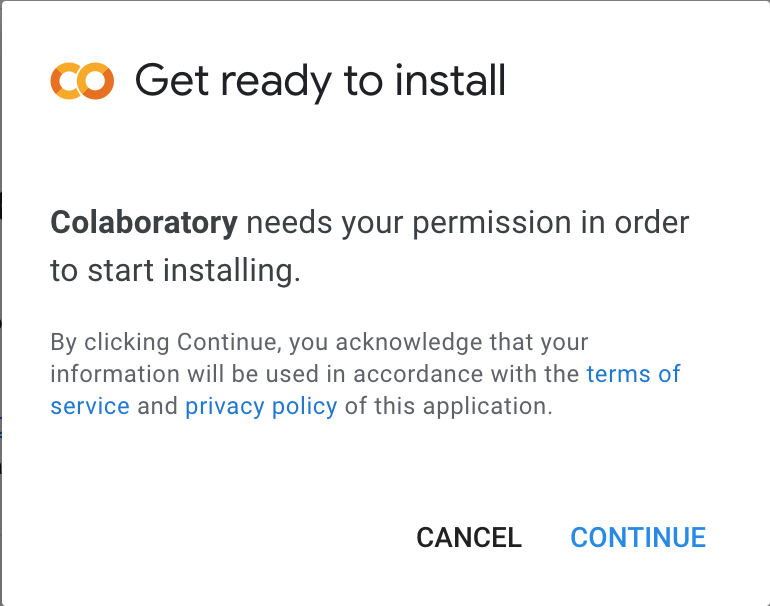 Get ready to install
Colaboratory needs your permission in order
to start installing.
By clicking Continue, you acknowledge that your
information will be used in accordance with the terms of
service and privacy policy of this application.
CANCEL CONTINUE